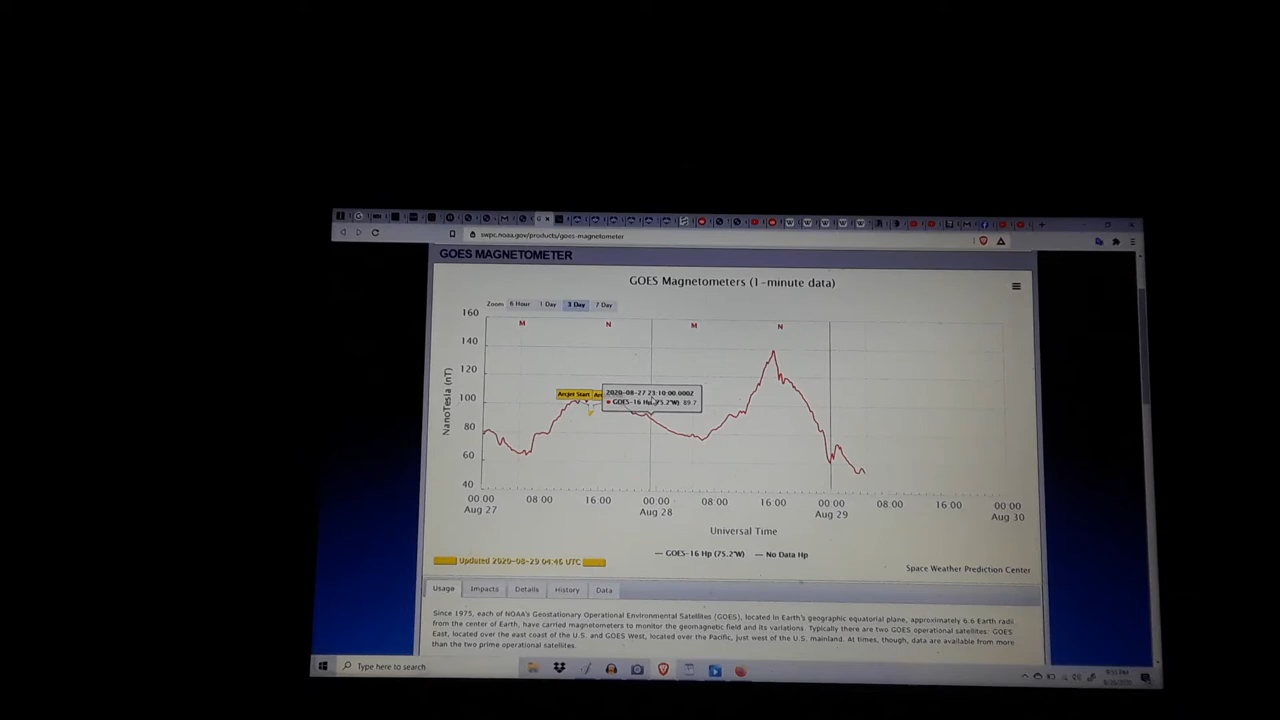 swpc.noaa.gov/products/goes-magnetometer
GOES MAGNETOMETER
GOES Magnetometers (1-minute data)
Zoom 6 Hour 1 Day 3 Day 7 Day
160
140
120
100
80
60
40
NanoTesla (nT)
M N M N
Arcjet Start
2020-08-27 23:10:00.000Z
GOES-16 Hp (75.2°W): 89.7
00:00 08:00 16:00 00:00 08:00 16:00 00:00 08:00 16:00 00:00
Aug 27 Aug 28 Aug 29 Aug 30
Universal Time
GOES-16 Hp (75.2°W) No Data Hp
Updated 2020-08-29 04:46 UTC
Space Weather Prediction Center
Usage Impacts Details History Data
Since 1975, each of NOAA's Geostationary Operational Environmental Satellites (GOES), located in Earth's geographic equatorial plane, approximately 6.6 Earth radii
from the center of Earth, have carried magnetometers to monitor the geomagnetic field and its variations. Typically there are two GOES operational satellites: GOES
East, located over the east coast of the U.S. and GOES West, located over the Pacific, just west of the U.S. mainland. At times, though, data are available from more
than the two prime operational satellites.
Type here to search